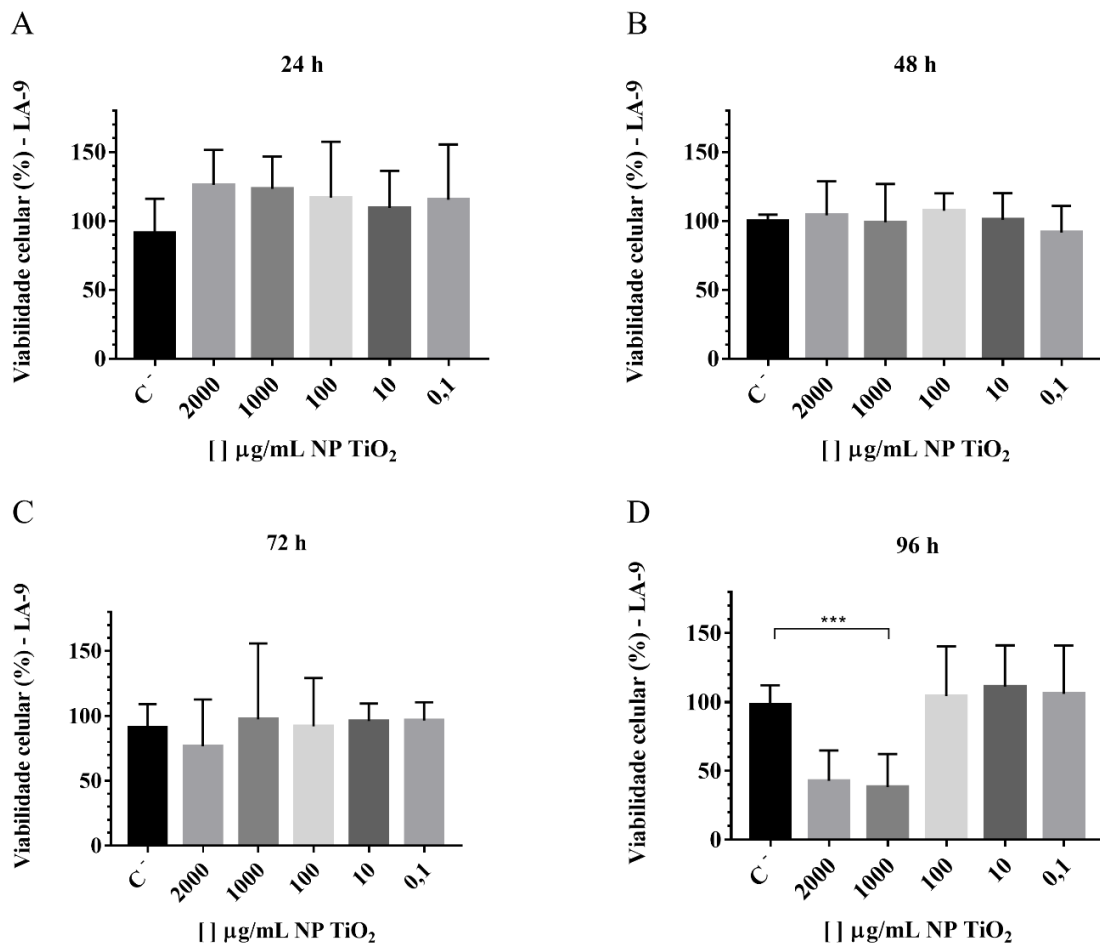 A
24 h
Viabilidade celular (%) - LA-9
150
100
50
0
C -
2000
1000
100
10
0,1
[ ] µg/mL NP TiO₂
B
48 h
Viabilidade celular (%) - LA-9
150
100
50
0
C -
2000
1000
100
10
0,1
[ ] µg/mL NP TiO₂
C
72 h
Viabilidade celular (%) - LA-9
150
100
50
0
C -
2000
1000
100
10
0,1
[ ] µg/mL NP TiO₂
D
96 h
Viabilidade celular (%) - LA-9
150
100
50
0
***
C -
2000
1000
100
10
0,1
[ ] µg/mL NP TiO₂